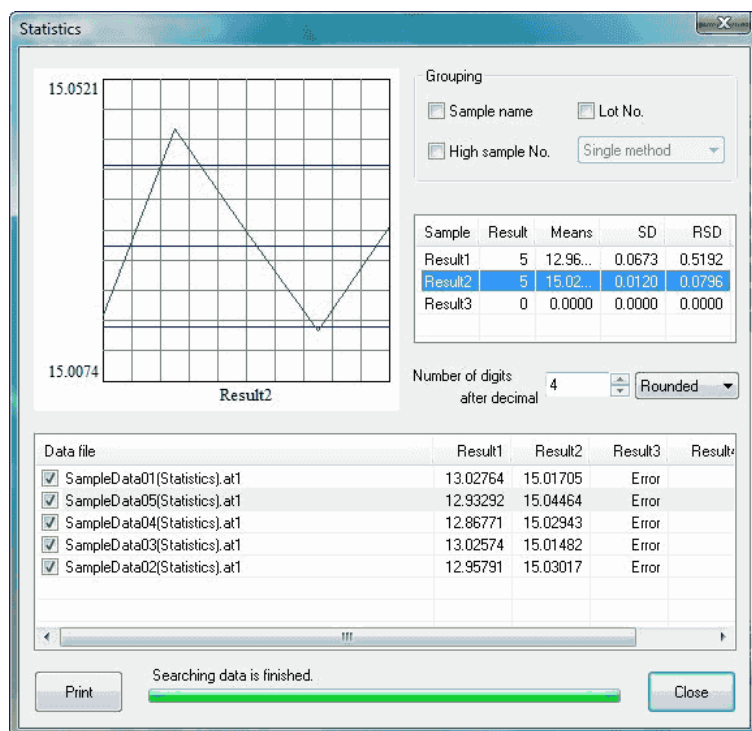 Statistics
15.0521
15.0074
Result2
Grouping
Sample name
Lot No.
High sample No.
Single method
Sample Result Means SD RSD
Result1 5 12.96... 0.0673 0.5192
Result2 5 15.02... 0.0120 0.0796
Result3 0 0.0000 0.0000 0.0000
Number of digits
after decimal
4
Rounded
Data file Result1 Result2 Result3 Result4
SampleData01(Statistics).at1 13.02764 15.01705 Error
SampleData05(Statistics).at1 12.93292 15.04464 Error
SampleData04(Statistics).at1 12.86771 15.02943 Error
SampleData03(Statistics).at1 13.02574 15.01482 Error
SampleData02(Statistics).at1 12.95791 15.03017 Error
Searching data is finished.
Print
Close